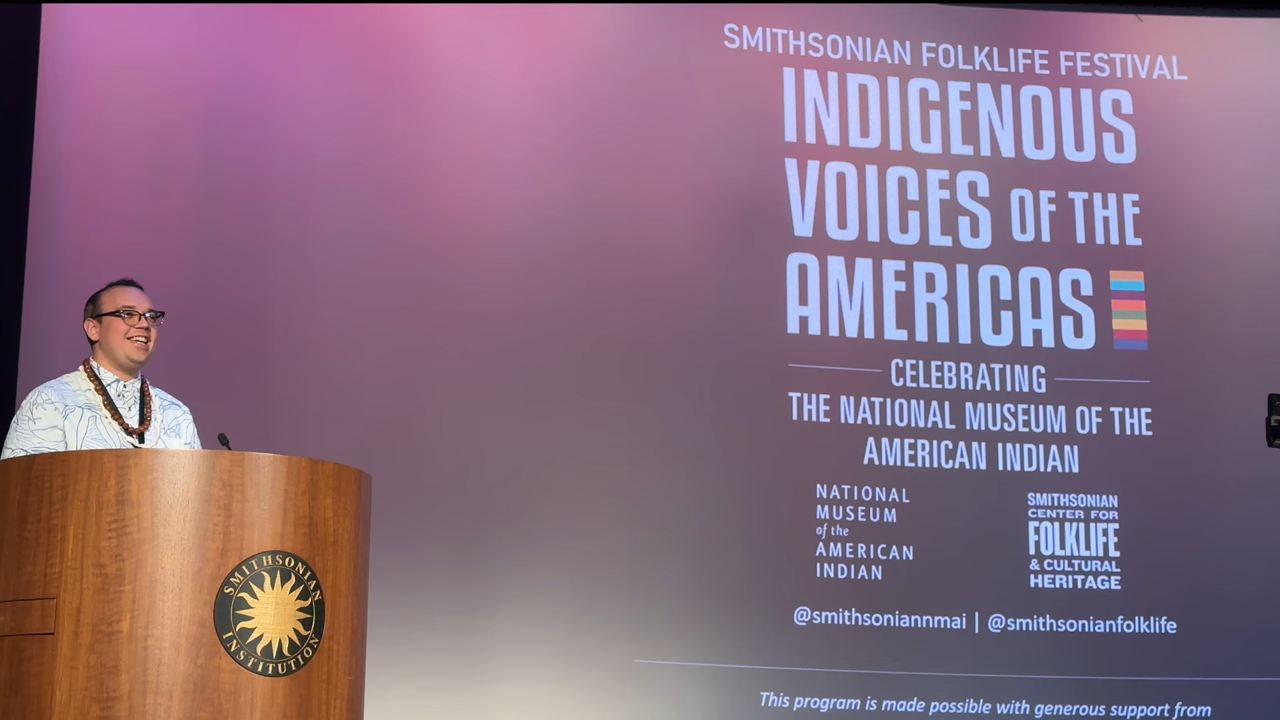 SMITHSONIAN FOLKLIFE FESTIVAL
INDIGENOUS
VOICES OF THE
AMERICAS
CELEBRATING
THE NATIONAL MUSEUM OF THE
AMERICAN INDIAN
NATIONAL
MUSEUM
of the
AMERICAN
INDIAN
SMITHSONIAN
CENTER FOR
FOLKLIFE
& CULTURAL
HERITAGE
@smithsoniannmai | @smithsonianfolklife
This program is made possible with generous support from
SMITHSONIAN
INSTITUTION